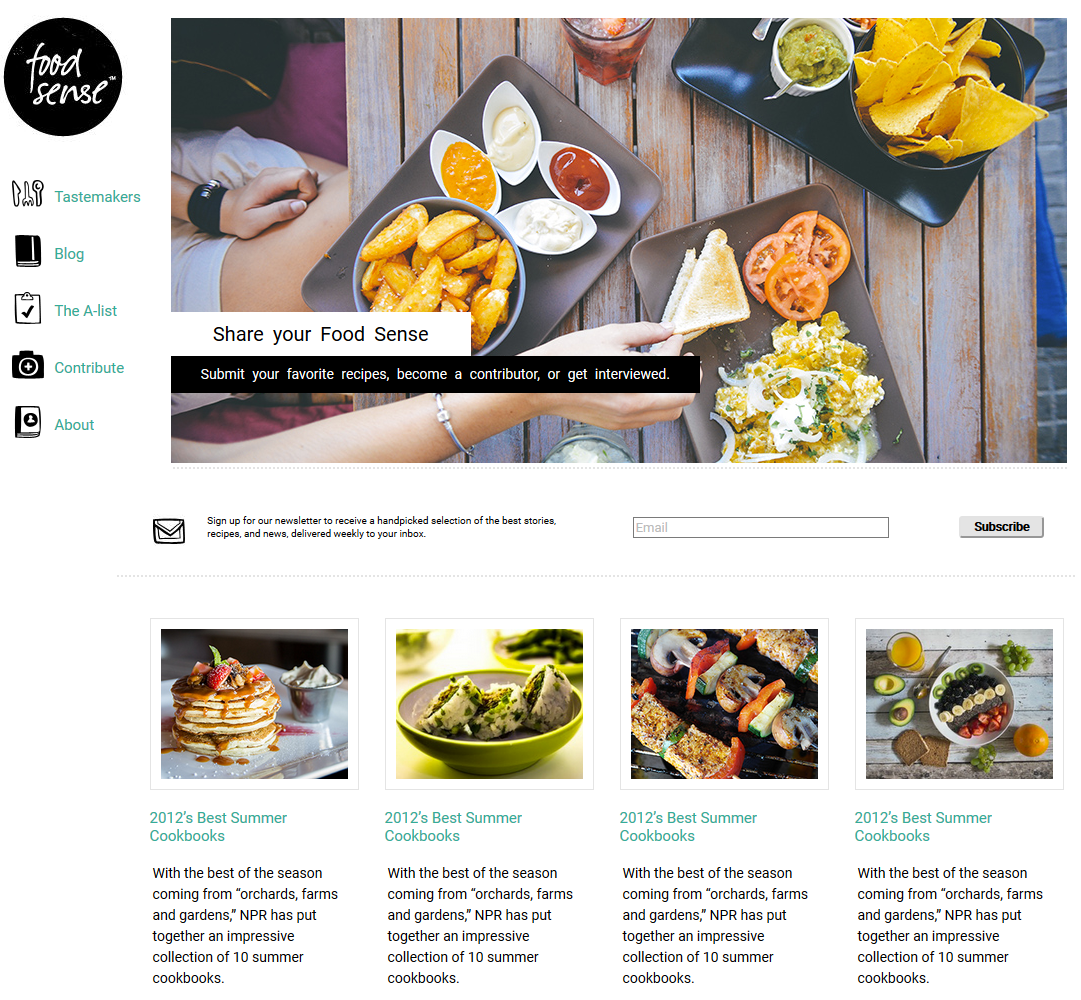 food
sense™
Tastemakers
Blog
The A-list
Contribute
About
Share your Food Sense
Submit your favorite recipes, become a contributor, or get interviewed.
Sign up for our newsletter to receive a handpicked selection of the best stories,
recipes, and news, delivered weekly to your inbox.
Email
Subscribe
2012’s Best Summer
Cookbooks
With the best of the season
coming from “orchards, farms
and gardens,” NPR has put
together an impressive
collection of 10 summer
cookbooks.
2012’s Best Summer
Cookbooks
With the best of the season
coming from “orchards, farms
and gardens,” NPR has put
together an impressive
collection of 10 summer
cookbooks.
2012’s Best Summer
Cookbooks
With the best of the season
coming from “orchards, farms
and gardens,” NPR has put
together an impressive
collection of 10 summer
cookbooks.
2012’s Best Summer
Cookbooks
With the best of the season
coming from “orchards, farms
and gardens,” NPR has put
together an impressive
collection of 10 summer
cookbooks.